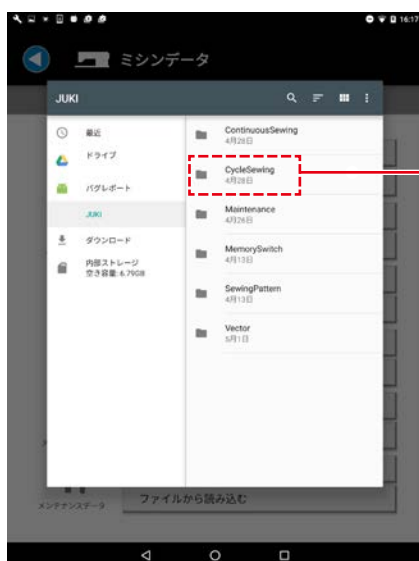 16:17
ミシンデータ
JUKI
最近
ドライブ
バグレポート
JUKI
ダウンロード
内部ストレージ
空き容量: 6.79GB
ContinuousSewing
4月26日
CycleSewing
4月28日
Maintenance
4月26日
MemorySwitch
4月13日
SewingPattern
4月13日
Vector
5月1日
ファイルから読み込む
メンテナンスデータ